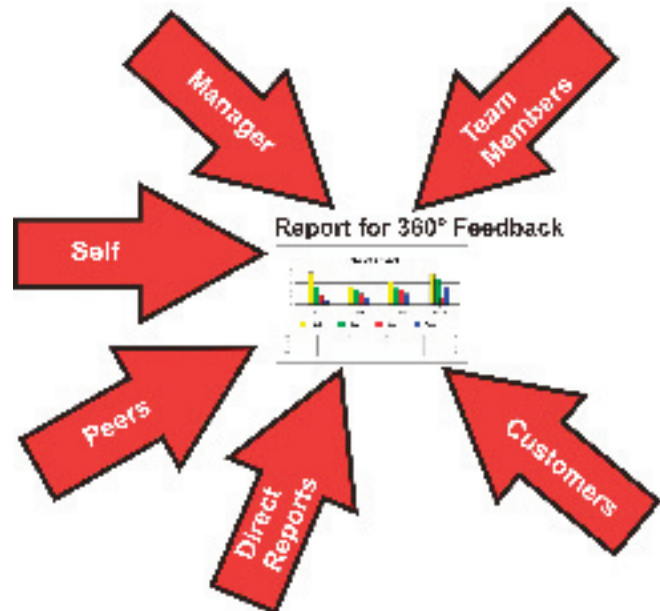 Manager
Team
Members
Self
Report for 360° Feedback
Peers
Direct
Reports
Customers